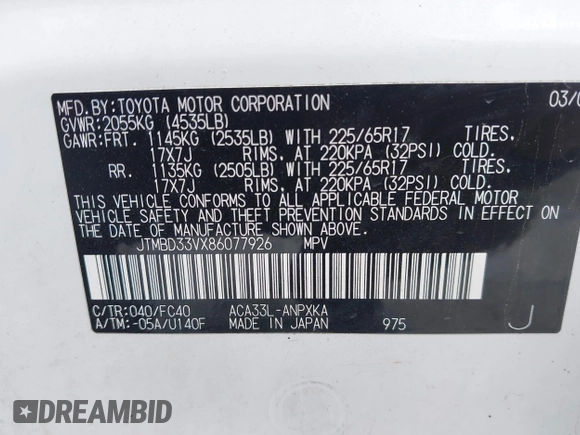 MFD.BY:TOYOTA MOTOR CORPORATION 03/0
GVWR:2055KG (4535LB)
GAWR:FRT. 1145KG (2535LB) WITH 225/65R17 TIRES,
17X7J RIMS, AT 220KPA (32PSI) COLD.
RR. 1135KG (2505LB) WITH 225/65R17 TIRES,
17X7J RIMS, AT 220KPA (32PSI) COLD.
THIS VEHICLE CONFORMS TO ALL APPLICABLE FEDERAL MOTOR
VEHICLE SAFETY AND THEFT PREVENTION STANDARDS IN EFFECT ON
THE DATE OF MANUFACTURE SHOWN ABOVE.
JTMBD33VX86077926 MPV
C/TR:040/FC40 ACA33L-ANPXKA
A/TM:-05A/U140F MADE IN JAPAN 975 J
DREAMBID